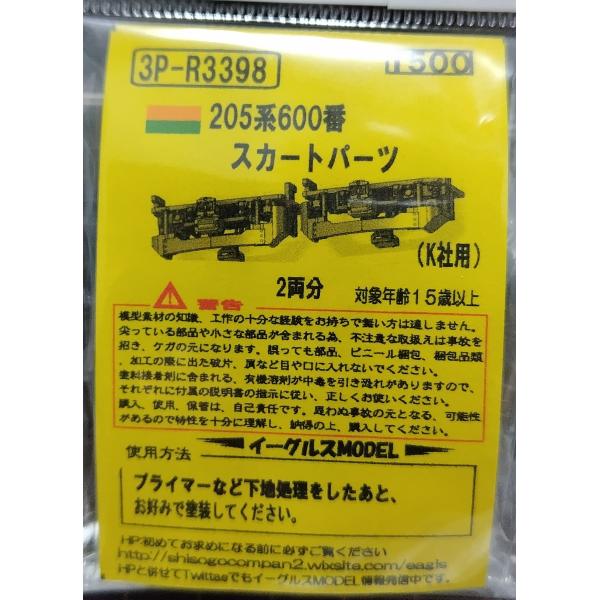 3P-R3398
1500
205系600番
スカートパーツ
(K社用)
2両分
対象年齢15歳以上
警告
模型素材の知識、工作の十分な経験をお持ちで無い方は適しません。
尖っている部品や小さな部品が含まれる為、不注意な取扱えは事故を
招き、ケガの元になります。誤っても部品、ビニール梱包、梱包品類
、加工の際に出た破片、屑など目や口に入れないでください。
塗料接着剤に含まれる、有機溶剤が中毒を引き恐れがありますので、
それぞれに付属の説明書の指示に従い、正しくお使いください。
購入、使用、保管は、自己責任です。思わぬ事故の元となる、可能性
があるので特性を十分に理解し、納得の上、購入してください。
使用方法
イーグルスMODEL
プライマーなど下地処理をしたあと、
お好みで塗装してください。
HP初めてお求めになる前に必ずご覧ください
http://shisogocompan2.wixsite.com/eagls
HPと併せてTwitterでもイーグルスMODEL 情報発信中です。